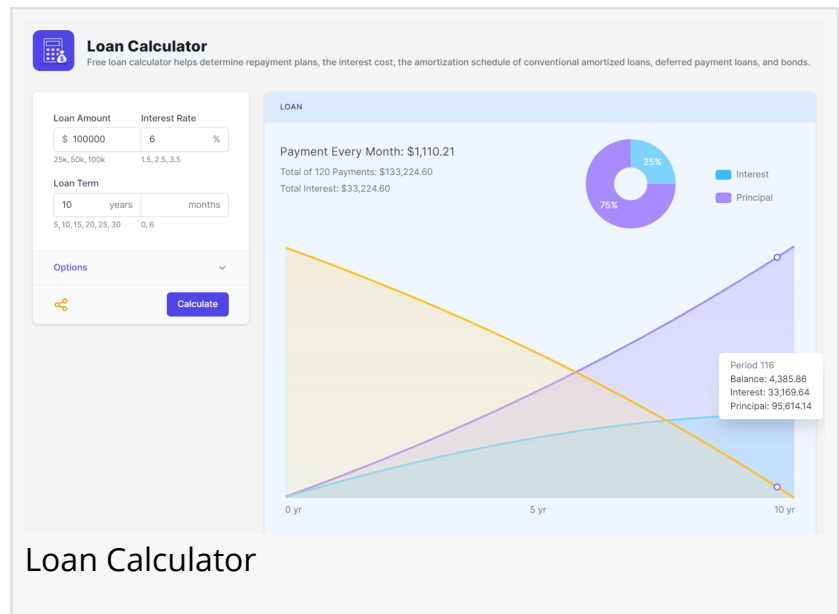 Loan Calculator
Free loan calculator helps determine repayment plans, the interest cost, the amortization schedule of conventional amortized loans, deferred payment loans, and bonds.
Loan Amount Interest Rate
$ 100000 6 %
25k, 50k, 100k 1.5, 2.5, 3.5
Loan Term
10 years months
5, 10, 15, 20, 25, 30 0, 6
Options
Calculate
LOAN
Payment Every Month: $1,110.21
Total of 120 Payments: $133,224.60
Total Interest: $33,224.60
25%
75%
Interest
Principal
Period 116
Balance: 4,385.86
Interest: 33,169.64
Principal: 95,614.14
0 yr 5 yr 10 yr
Loan Calculator